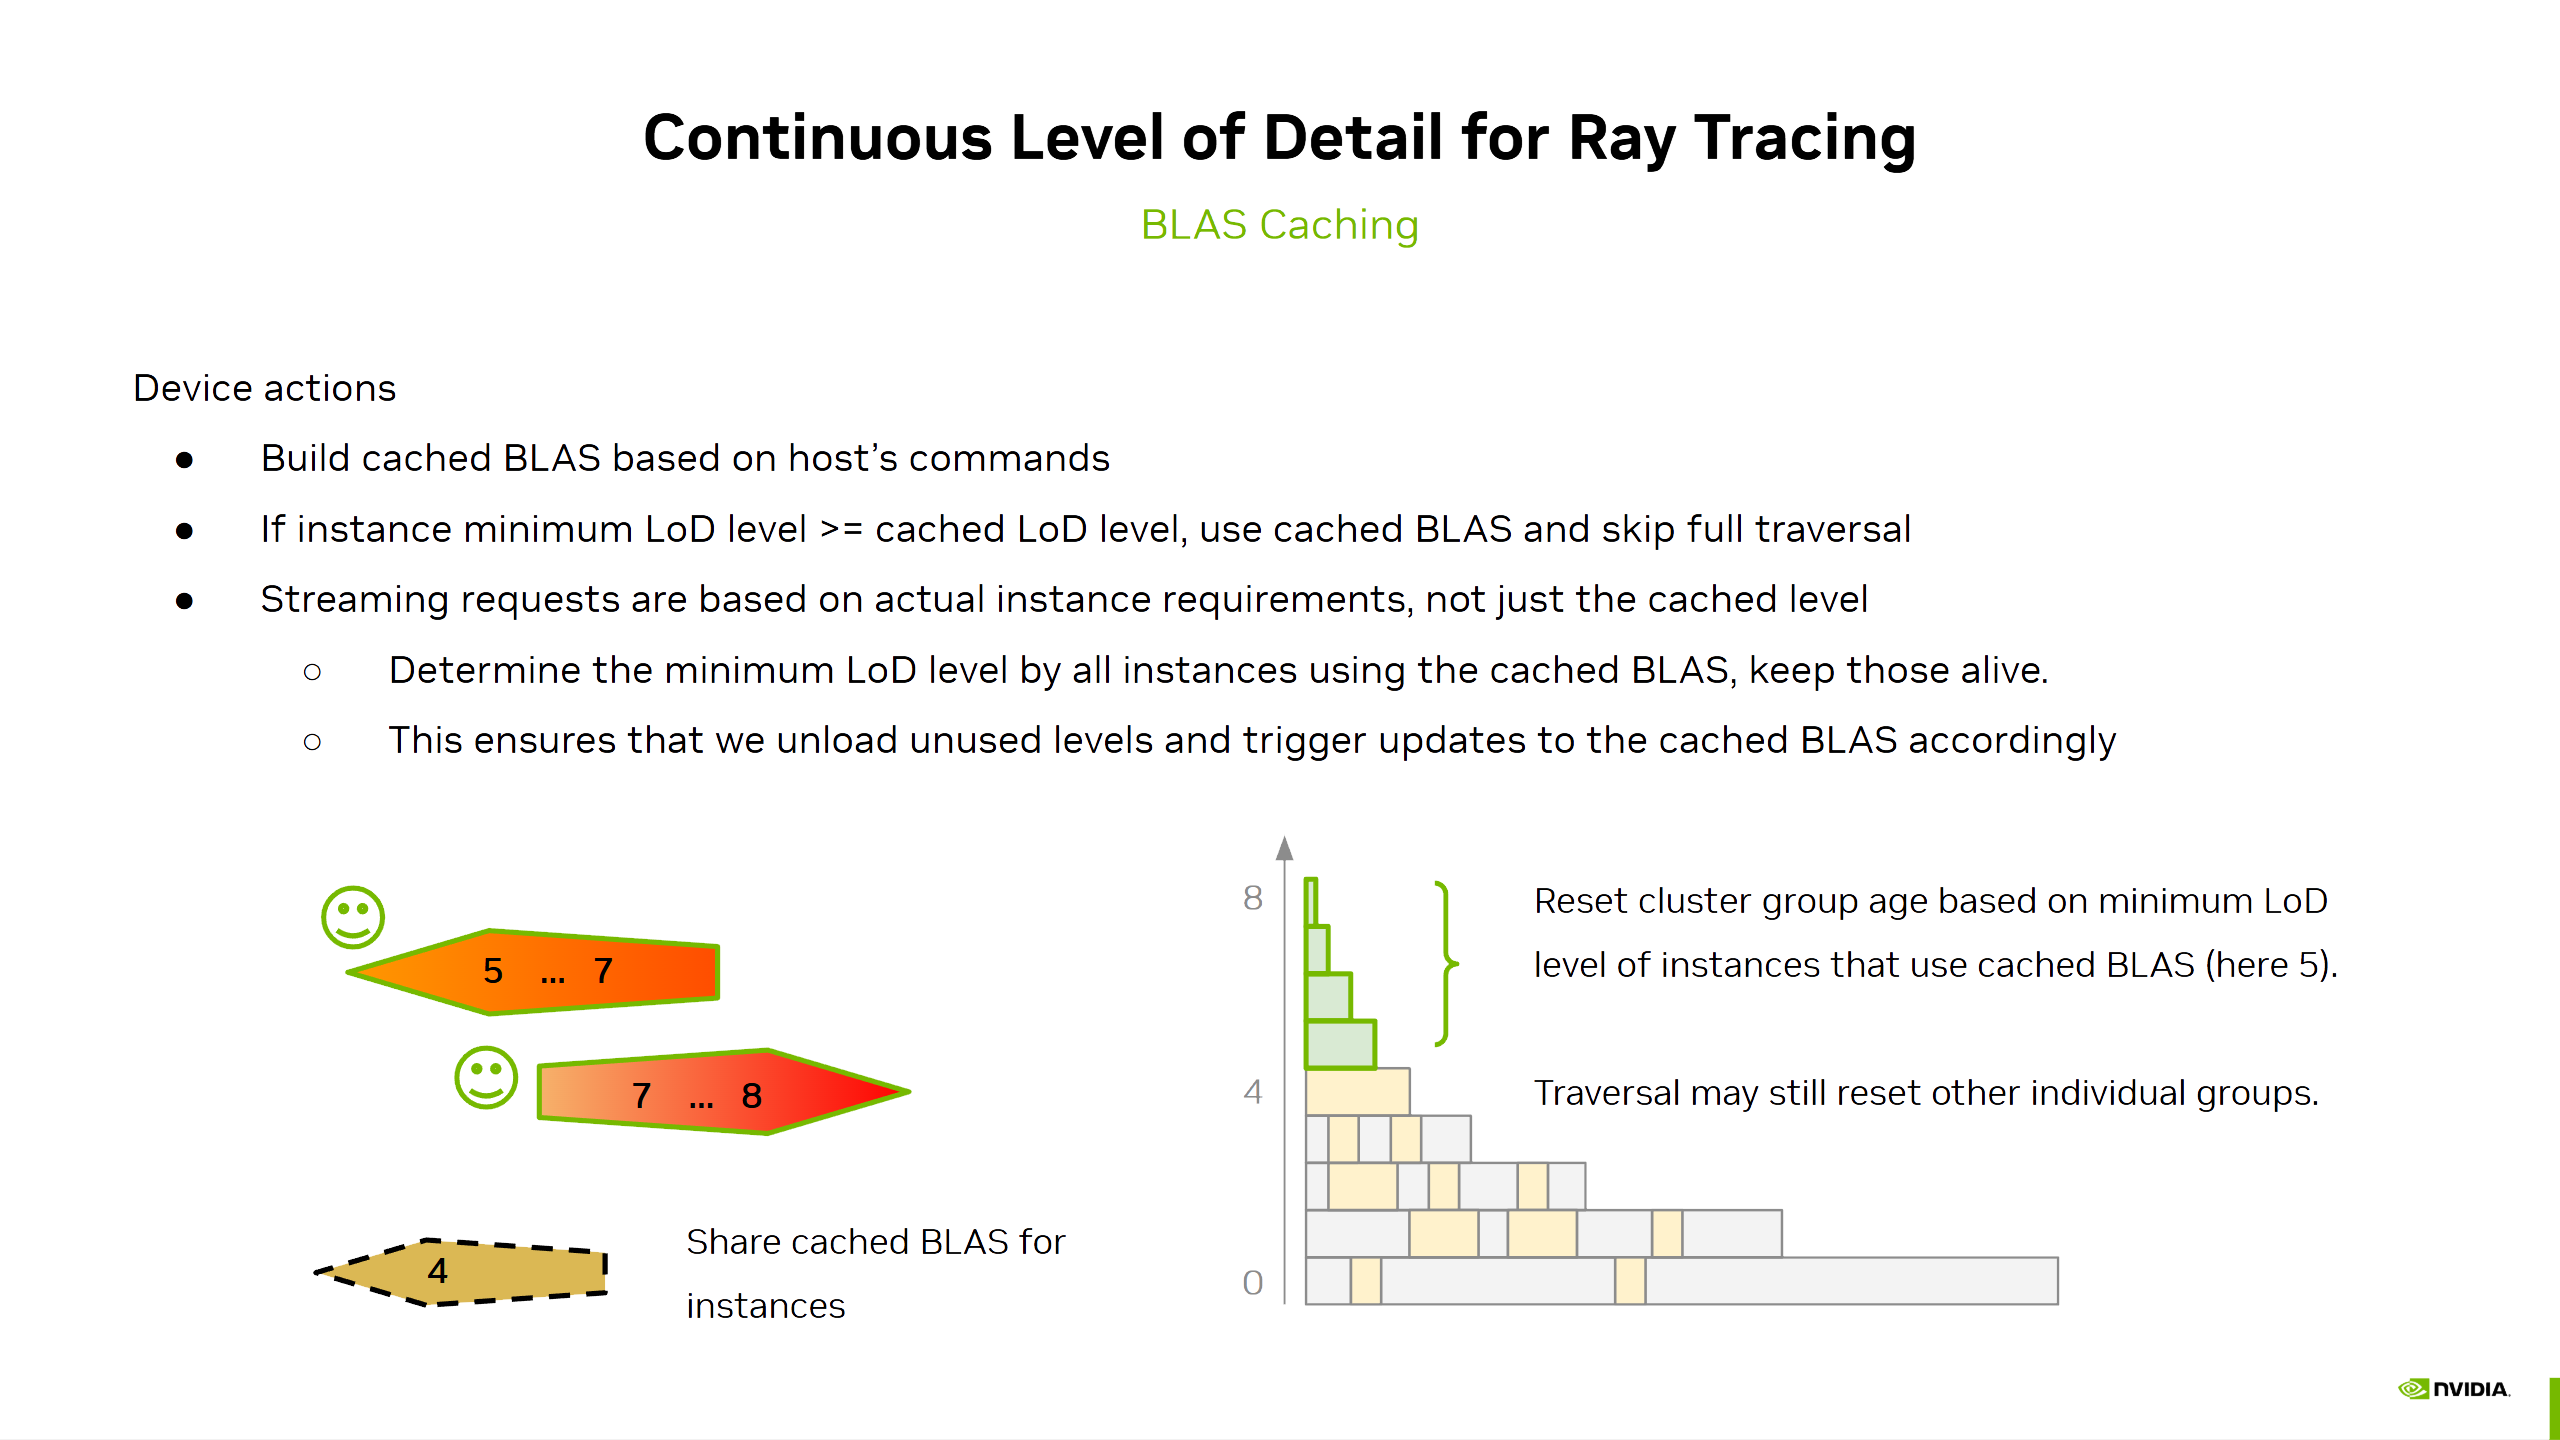 Continuous Level of Detail for Ray Tracing
BLAS Caching
Device actions
● Build cached BLAS based on host’s commands
● If instance minimum LoD level >= cached LoD level, use cached BLAS and skip full traversal
● Streaming requests are based on actual instance requirements, not just the cached level
○ Determine the minimum LoD level by all instances using the cached BLAS, keep those alive.
○ This ensures that we unload unused levels and trigger updates to the cached BLAS accordingly
5 ... 7
7 ... 8
4
Share cached BLAS for
instances
8
4
0
Reset cluster group age based on minimum LoD
level of instances that use cached BLAS (here 5).
Traversal may still reset other individual groups.
NVIDIA.